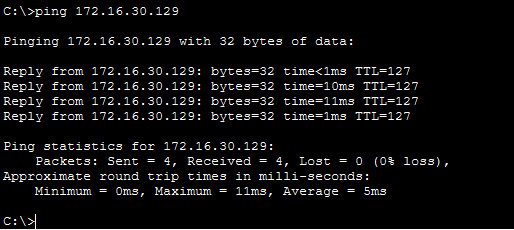 C:\>ping 172.16.30.129
Pinging 172.16.30.129 with 32 bytes of data:
Reply from 172.16.30.129: bytes=32 time<1ms TTL=127
Reply from 172.16.30.129: bytes=32 time=10ms TTL=127
Reply from 172.16.30.129: bytes=32 time=11ms TTL=127
Reply from 172.16.30.129: bytes=32 time=1ms TTL=127
Ping statistics for 172.16.30.129:
Packets: Sent = 4, Received = 4, Lost = 0 (0% loss),
Approximate round trip times in milli-seconds:
Minimum = 0ms, Maximum = 11ms, Average = 5ms
C:\>